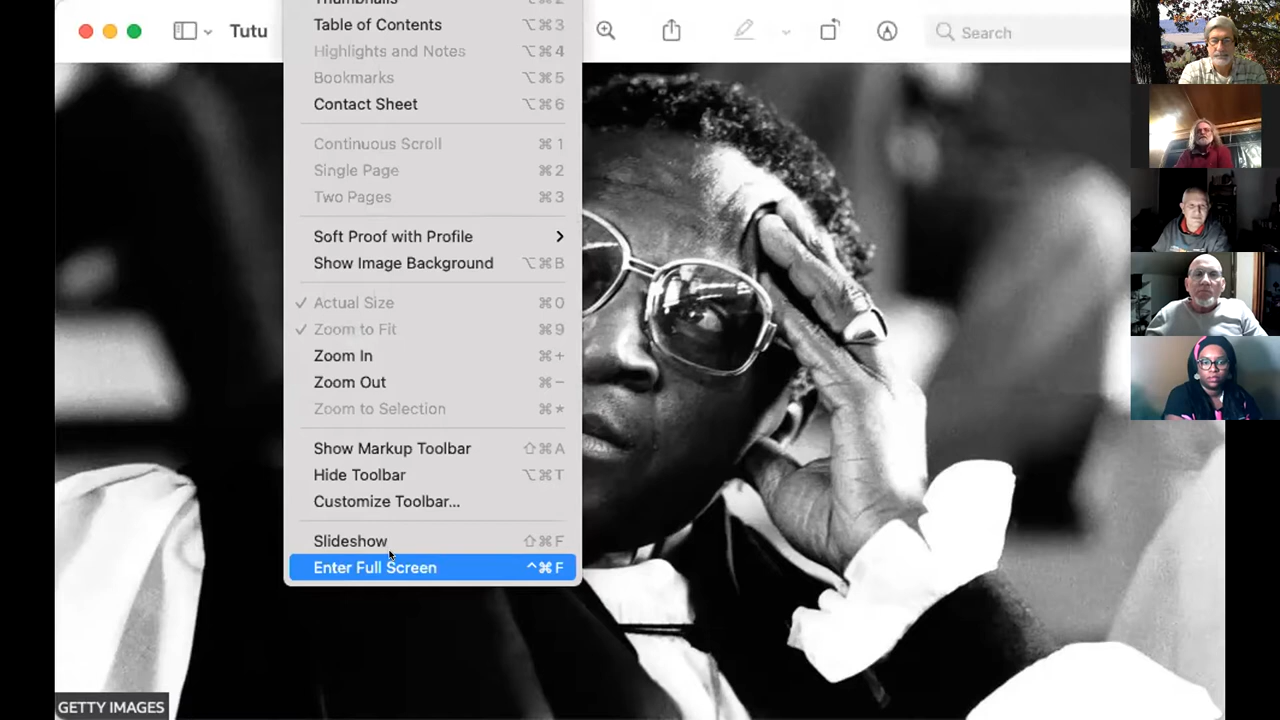 Tutu
Search
Thumbnails ⌥⌘2
Table of Contents ⌥⌘3
Highlights and Notes ⌥⌘4
Bookmarks ⌥⌘5
Contact Sheet ⌥⌘6
Continuous Scroll ⌘1
Single Page ⌘2
Two Pages ⌘3
Soft Proof with Profile
Show Image Background ⌥⌘B
Actual Size ⌘0
Zoom to Fit ⌘9
Zoom In ⌘+
Zoom Out ⌘−
Zoom to Selection ⌘*
Show Markup Toolbar ⇧⌘A
Hide Toolbar ⌥⌘T
Customize Toolbar...
Slideshow ⇧⌘F
Enter Full Screen ^⌘F
GETTY IMAGES